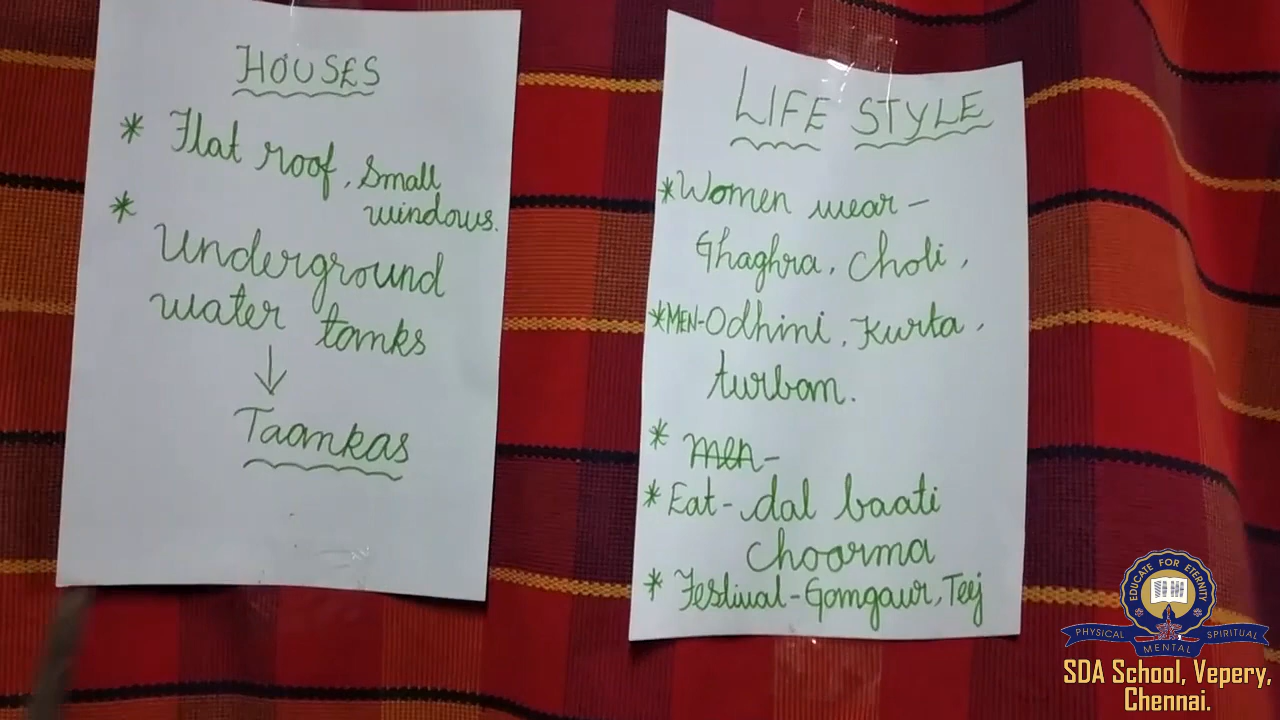 HOUSES
* Flat roof, Small
windows.
* Underground
water tanks
Taankas
LIFE STYLE
* Women wear -
Ghaghra, Choli,
* MEN- Odhini, Kurta,
turban.
* men -
* Eat - dal baati
Choorma
* Festival - Gangaur, Teej
EDUCATE FOR ETERNITY
PHYSICAL MENTAL SPIRITUAL
SDA School, Vepery,
Chennai.